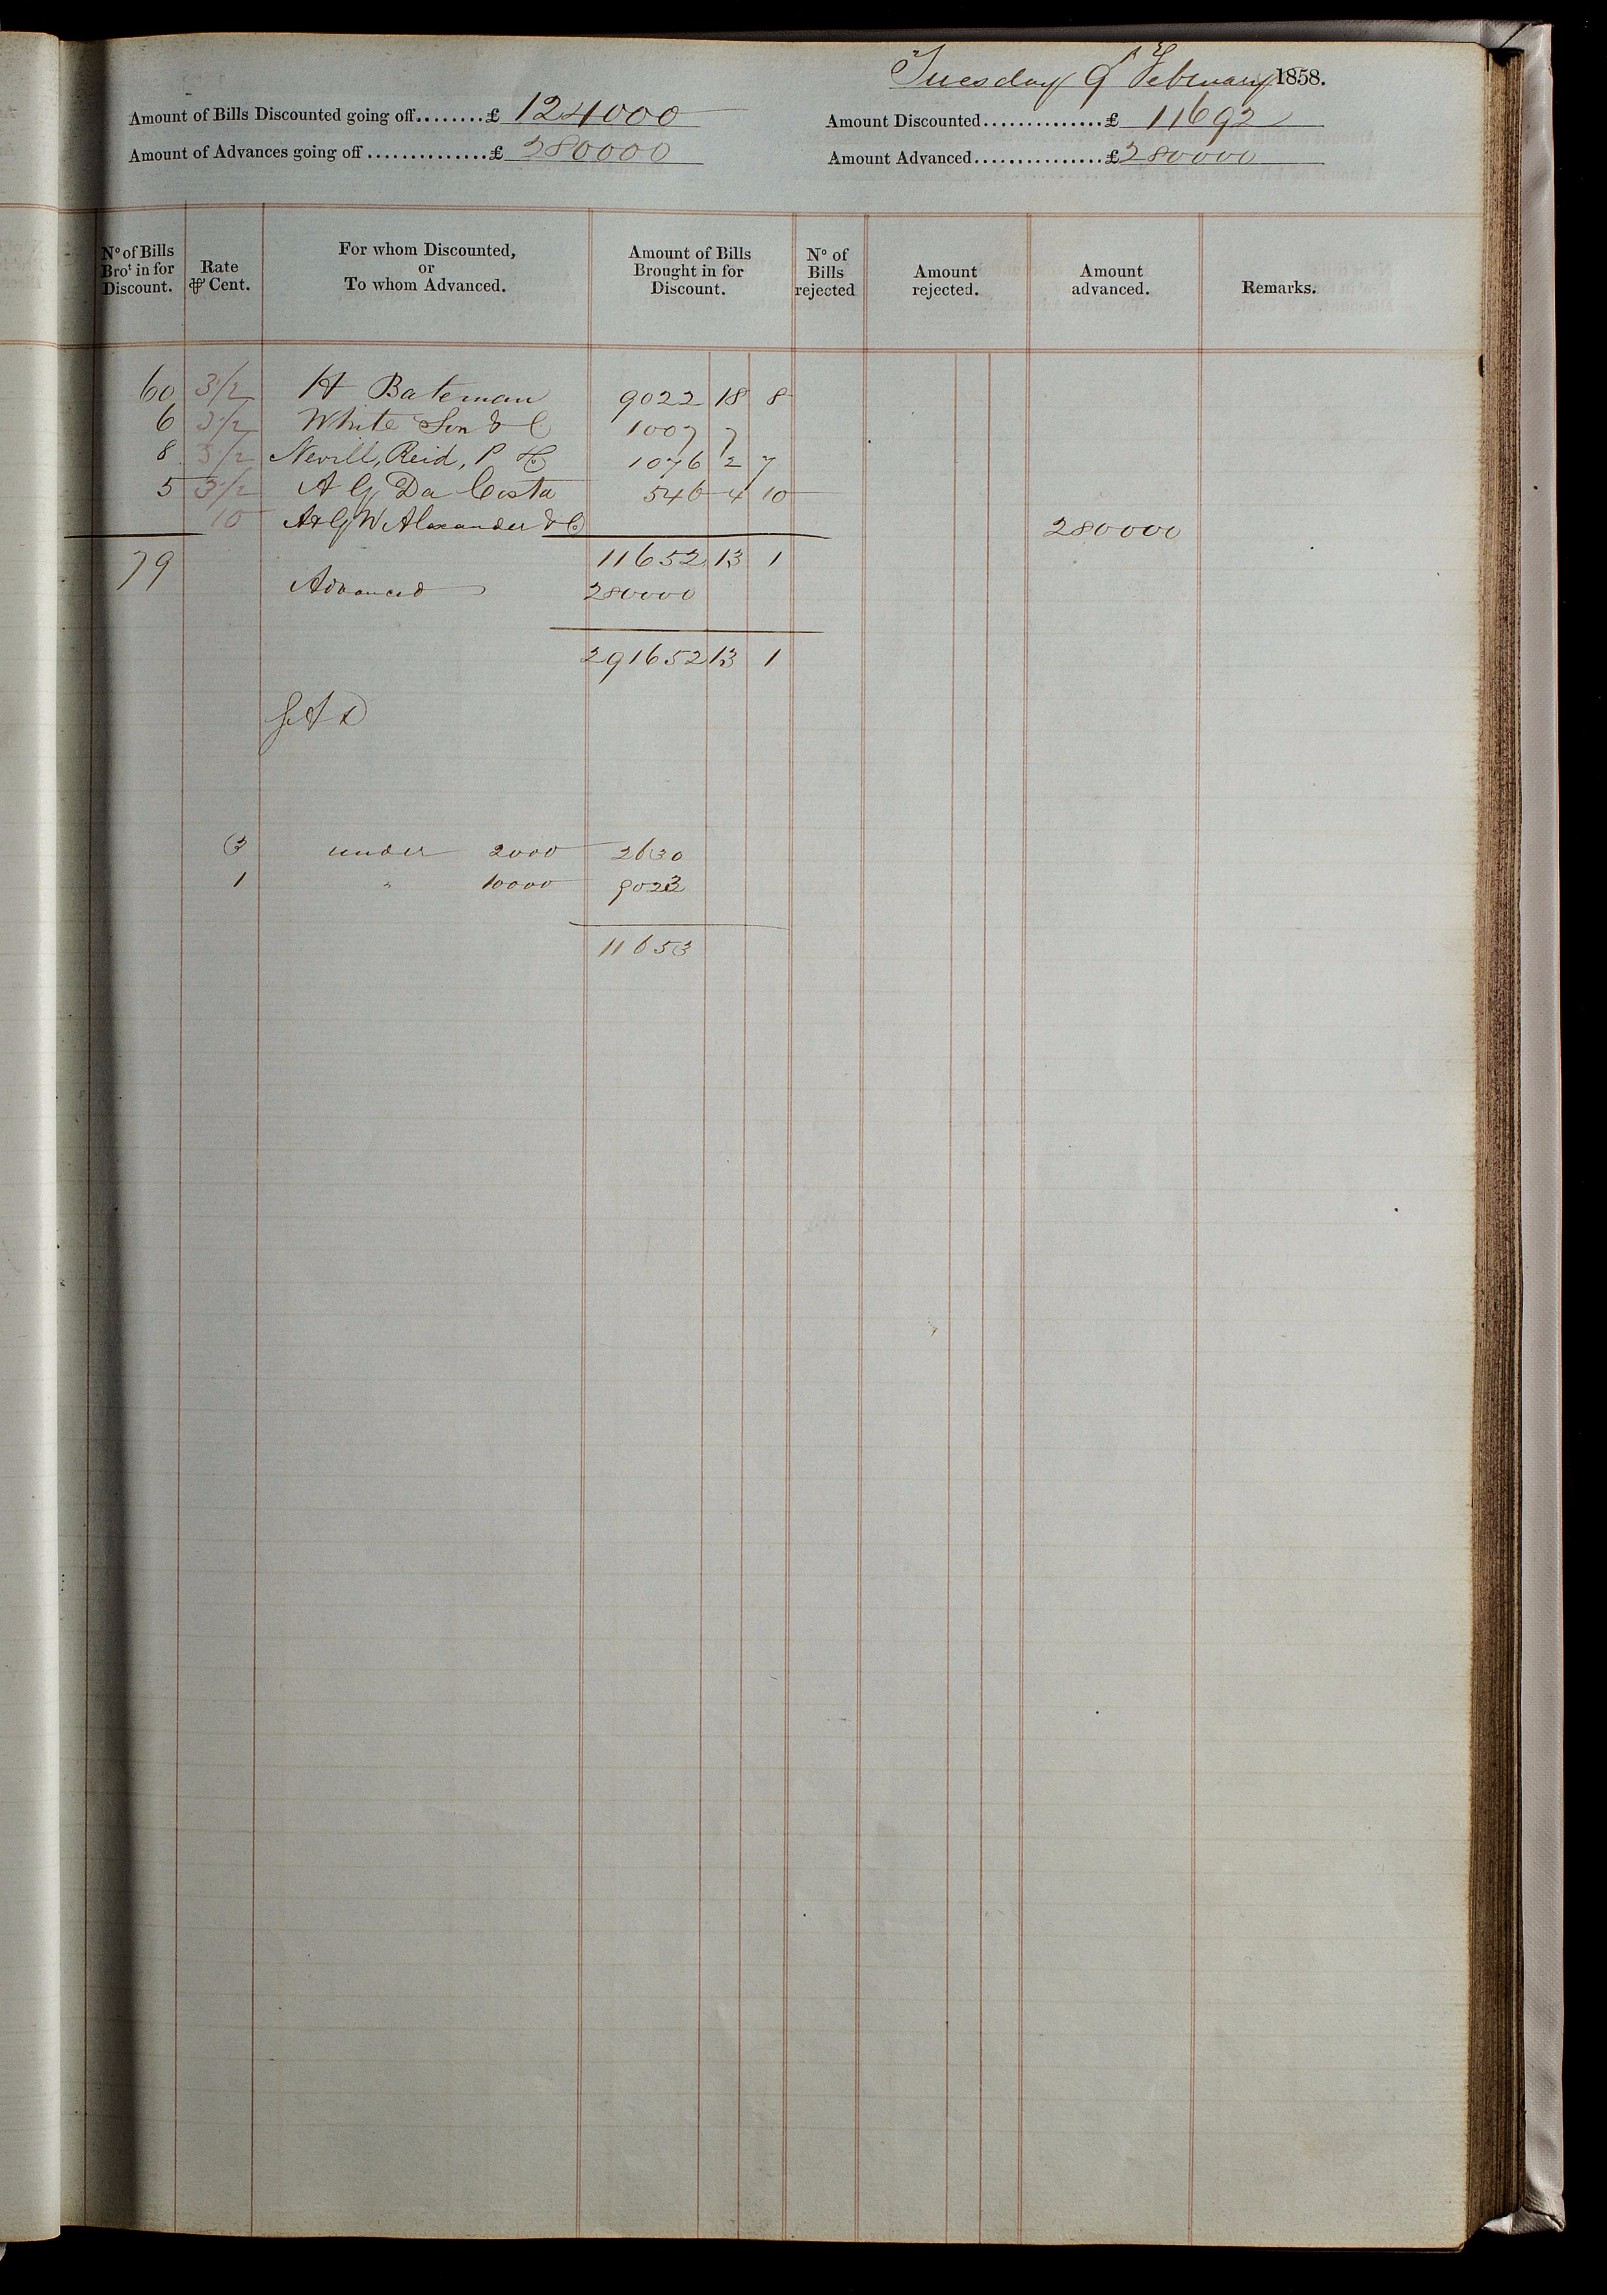 Tuesday 9 February 1858.
Amount of Bills Discounted going off........£ 124000
Amount Discounted..............£ 11692
Amount of Advances going off..............£ 280000
Amount Advanced...............£ 280000
No of Bills Brot in for Discount. Rate ⅌ Cent. For whom Discounted, or To whom Advanced. Amount of Bills Brought in for Discount. No of Bills rejected Amount rejected. Amount advanced. Remarks.
60 3½ H Bateman 9022 18 8
6 3½ White Son & C 1007 7
8 3½ Nevill, Reid, P 1076 2 7
5 3½ A G Da Costa 546 4 10
10 A & G W Alexander & Co 280000
79 11652 13 1
Advanced 280000
291652 13 1
3 under 2000 2630
1 " 10000 9023
11653